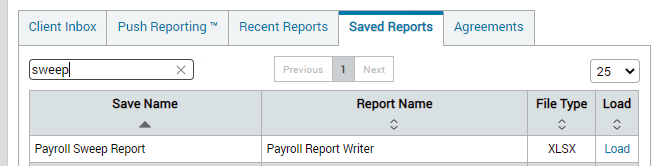 Client Inbox Push Reporting ™ Recent Reports Saved Reports Agreements
sweep Previous 1 Next 25
Save Name Report Name File Type Load
Payroll Sweep Report Payroll Report Writer XLSX Load